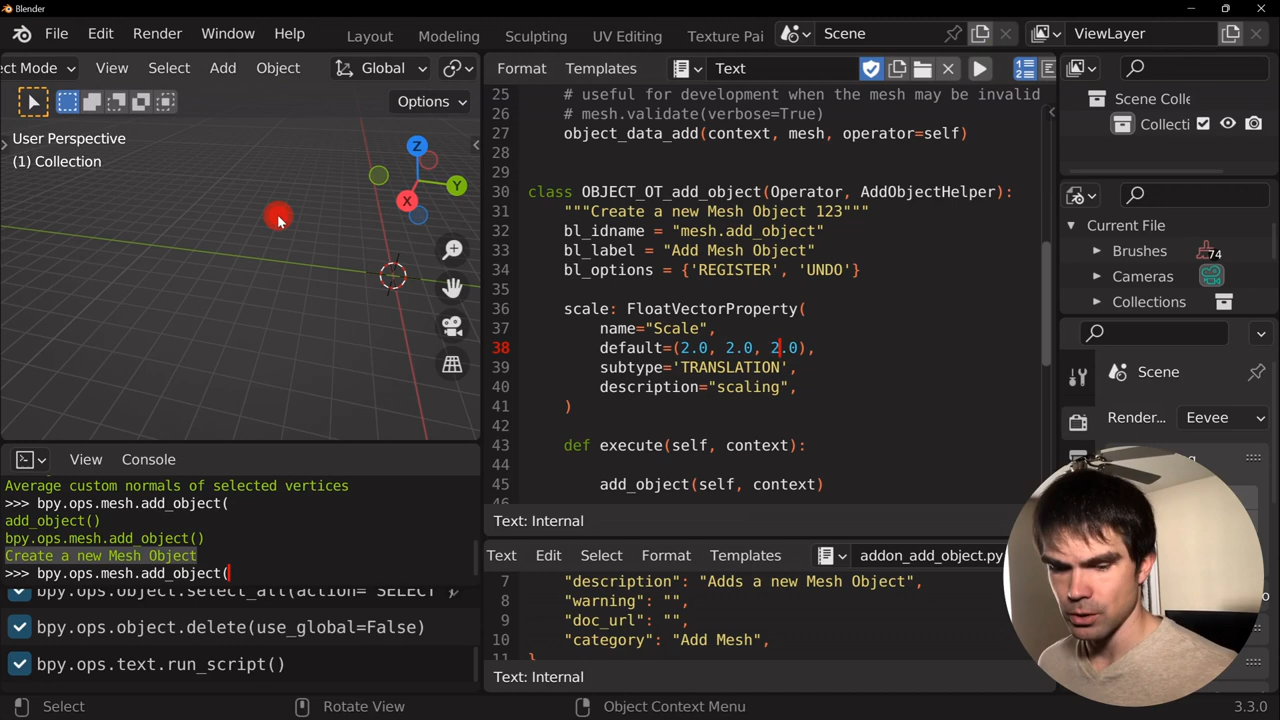 Blender
File Edit Render Window Help Layout Modeling Sculpting UV Editing Texture Pai Scene ViewLayer
ect Mode View Select Add Object Global
Format Templates Text
Options
User Perspective
(1) Collection
Z
Y
X
25 # useful for development when the mesh may be invalid
26 # mesh.validate(verbose=True)
27 object_data_add(context, mesh, operator=self)
28
29
30 class OBJECT_OT_add_object(Operator, AddObjectHelper):
31 """Create a new Mesh Object 123"""
32 bl_idname = "mesh.add_object"
33 bl_label = "Add Mesh Object"
34 bl_options = {'REGISTER', 'UNDO'}
35
36 scale: FloatVectorProperty(
37 name="Scale",
38 default=(2.0, 2.0, 2.0),
39 subtype='TRANSLATION',
40 description="scaling",
41 )
42
43 def execute(self, context):
44
45 add_object(self, context)
Text: Internal
Scene Colle
Collecti
Current File
Brushes 74
Cameras
Collections
Scene
Render... Eevee
View Console
Average custom normals of selected vertices
>>> bpy.ops.mesh.add_object(
add_object()
bpy.ops.mesh.add_object()
Create a new Mesh Object
>>> bpy.ops.mesh.add_object(
bpy.ops.object.select_all(action='SELECT'
bpy.ops.object.delete(use_global=False)
bpy.ops.text.run_script()
Text Edit Select Format Templates addon_add_object.py
7 "description": "Adds a new Mesh Object",
8 "warning": "",
9 "doc_url": "",
10 "category": "Add Mesh",
11 }
Text: Internal
Select Rotate View Object Context Menu 3.3.0